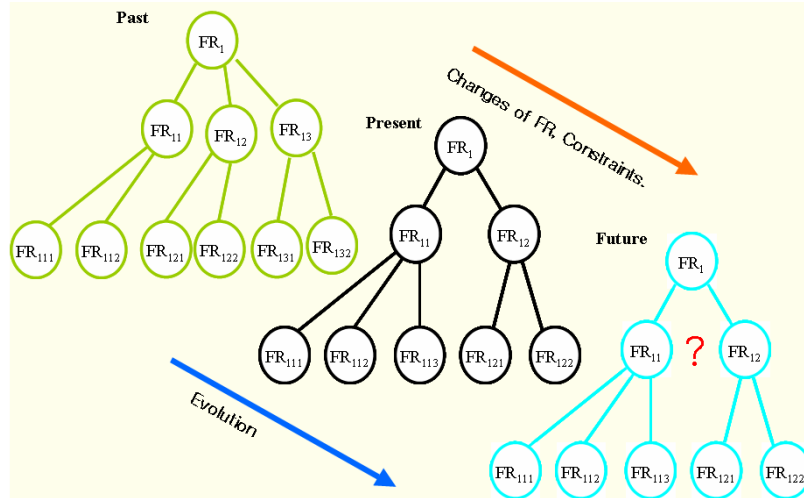 Past
FR1
FR11
FR12
FR13
FR111
FR112
FR121
FR122
FR131
FR132
Changes of FR, Constraints.
Present
FR1
FR11
FR12
FR111
FR112
FR113
FR121
FR122
Evolution
Future
FR1
FR11
?
FR12
FR111
FR112
FR113
FR121
FR122